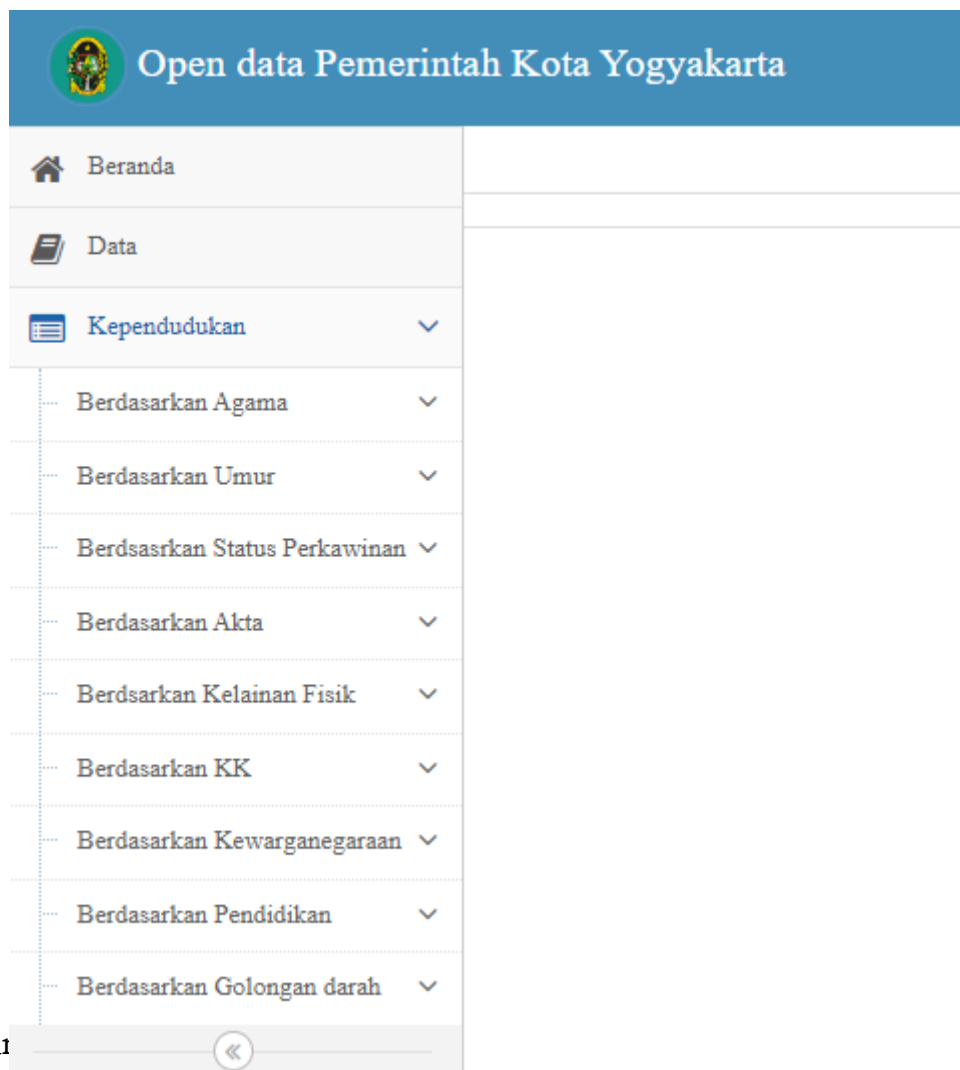 Open data Pemerintah Kota Yogyakarta
Beranda
Data
Kependudukan
Berdasarkan Agama
Berdasarkan Umur
Berdsasrkan Status Perkawinan
Berdasarkan Akta
Berdsarkan Kelainan Fisik
Berdasarkan KK
Berdasarkan Kewarganegaraan
Berdasarkan Pendidikan
Berdasarkan Golongan darah